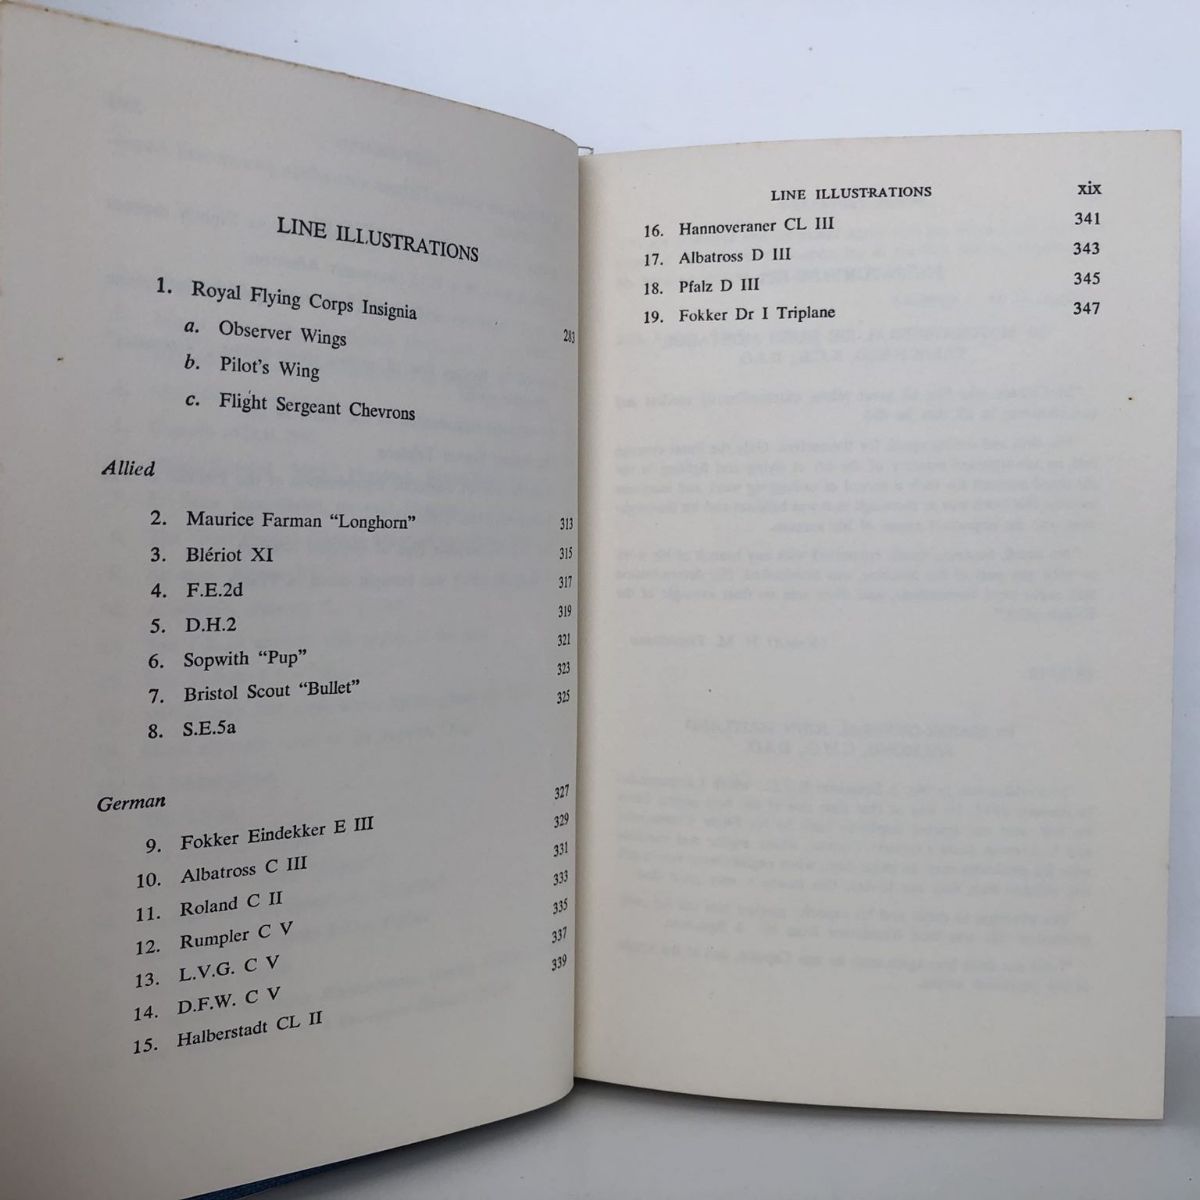 LINE ILLUSTRATIONS
1. Royal Flying Corps Insignia 283
a. Observer Wings
b. Pilot's Wing
c. Flight Sergeant Chevrons
Allied
2. Maurice Farman “Longhorn” 313
3. Blériot XI 315
4. F.E.2d 317
5. D.H.2 319
6. Sopwith “Pup” 321
7. Bristol Scout “Bullet” 323
8. S.E.5a 325
German
9. Fokker Eindekker E III 327
10. Albatross C III 329
11. Roland C II 331
12. Rumpler C V 333
13. L.V.G. C V 335
14. D.F.W. C V 337
15. Halberstadt CL II 339
LINE ILLUSTRATIONS xix
16. Hannoveraner CL III 341
17. Albatross D III 343
18. Pfalz D III 345
19. Fokker Dr I Triplane 347